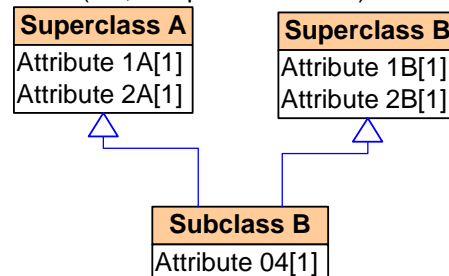 Superclass A
Attribute 1A[1]
Attribute 2A[1]
Superclass B
Attribute 1B[1]
Attribute 2B[1]
Subclass B
Attribute 04[1]